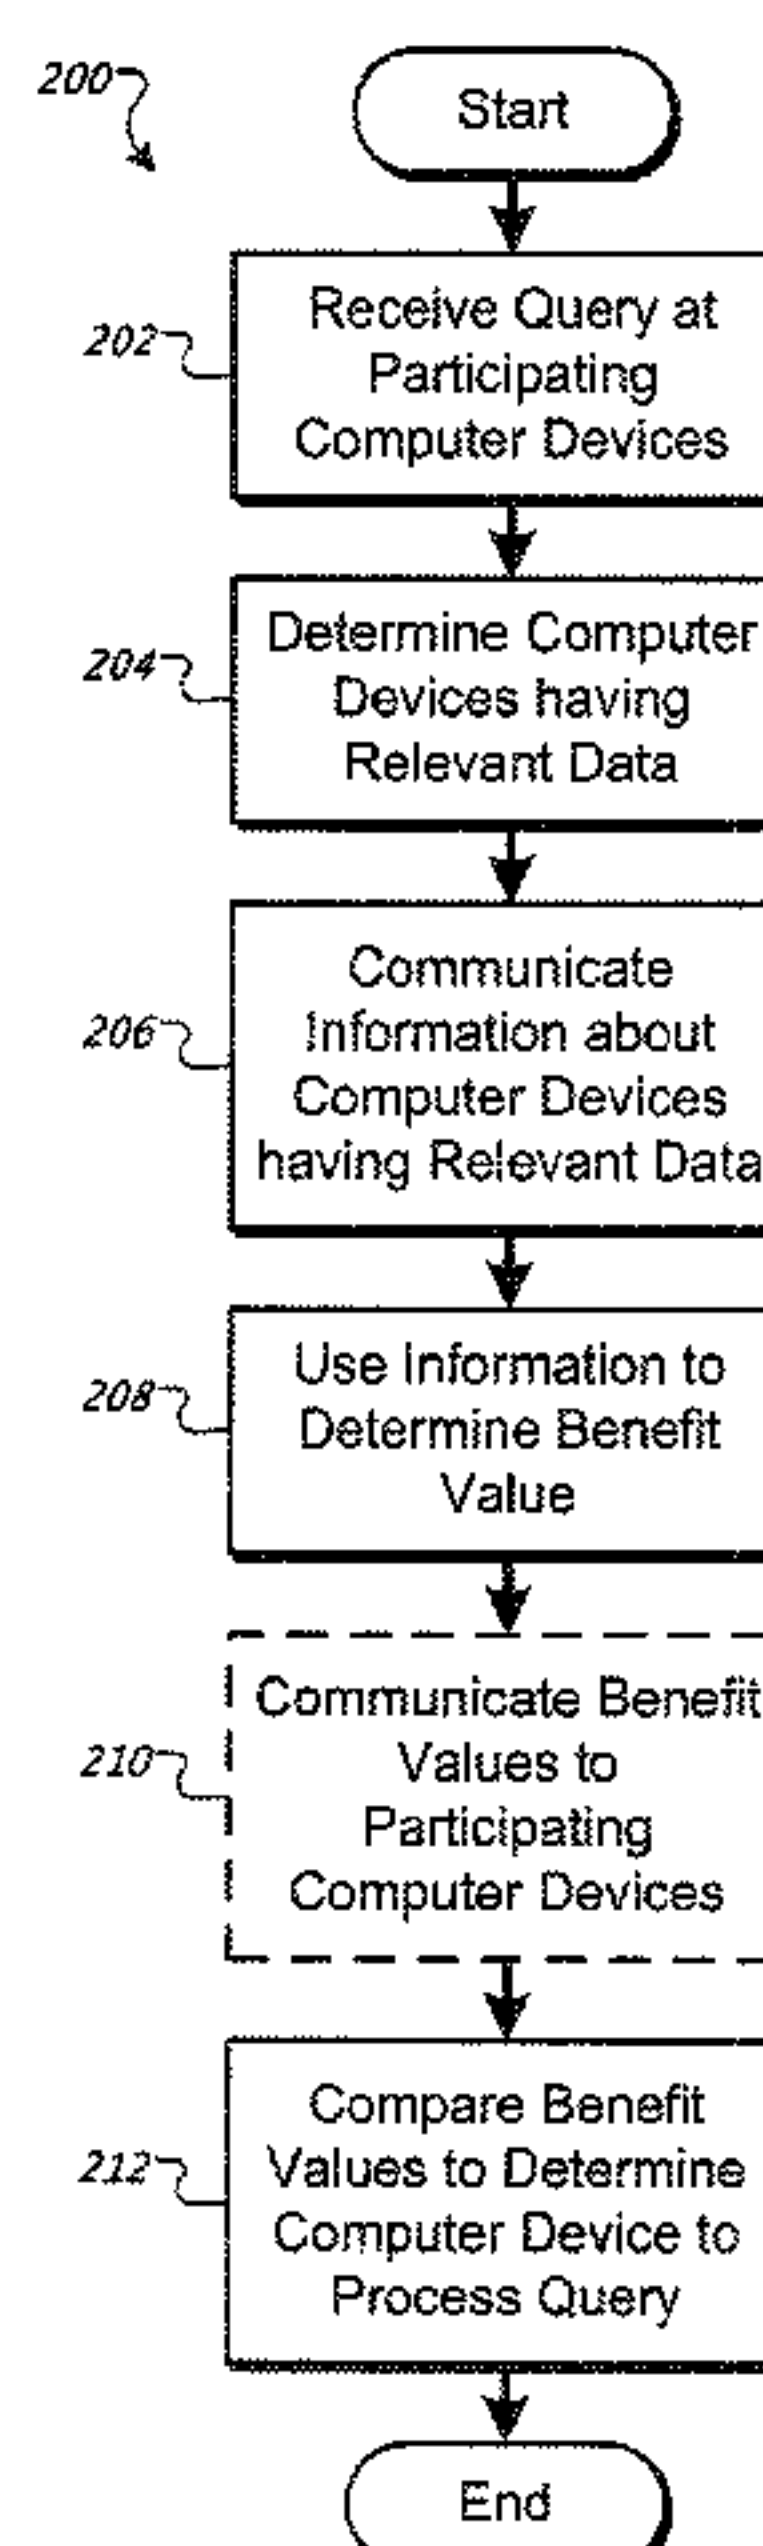 200
Start
202
Receive Query at
Participating
Computer Devices
204
Determine Computer
Devices having
Relevant Data
206
Communicate
Information about
Computer Devices
having Relevant Data
208
Use Information to
Determine Benefit
Value
210
Communicate Benefit
Values to
Participating
Computer Devices
212
Compare Benefit
Values to Determine
Computer Device to
Process Query
End